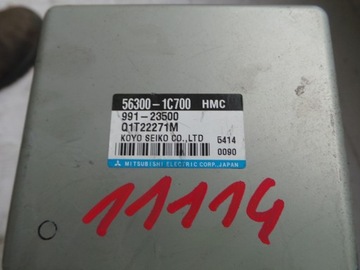 56300-1C700 HMC
991-23500
Q1T22271M
KOYO SEIKO CO.,LTD 5414
0090
MITSUBISHI ELECTRIC CORP.,JAPAN
11114